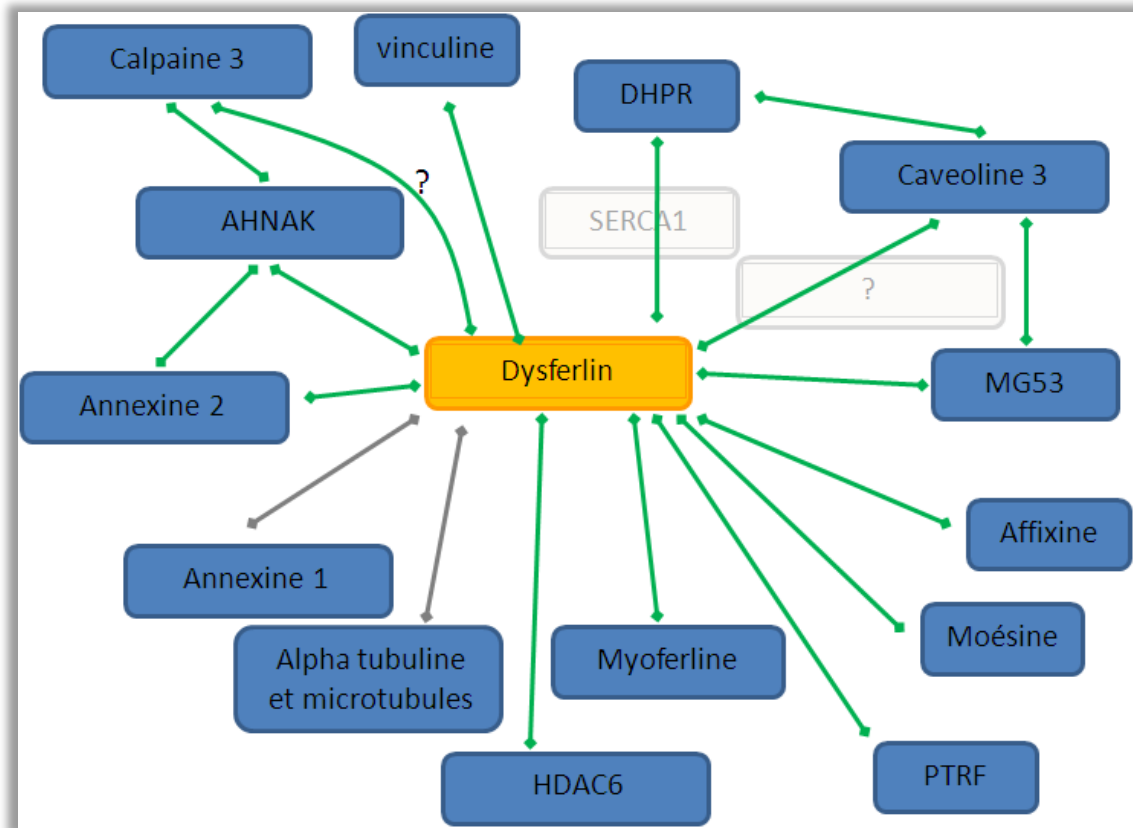 Calpaine 3
vinculine
DHPR
Caveoline 3
?
AHNAK
SERCA1
?
Dysferlin
Annexine 2
MG53
Affixine
Annexine 1
Moésine
Alpha tubuline
et microtubules
Myoferline
HDAC6
PTRF